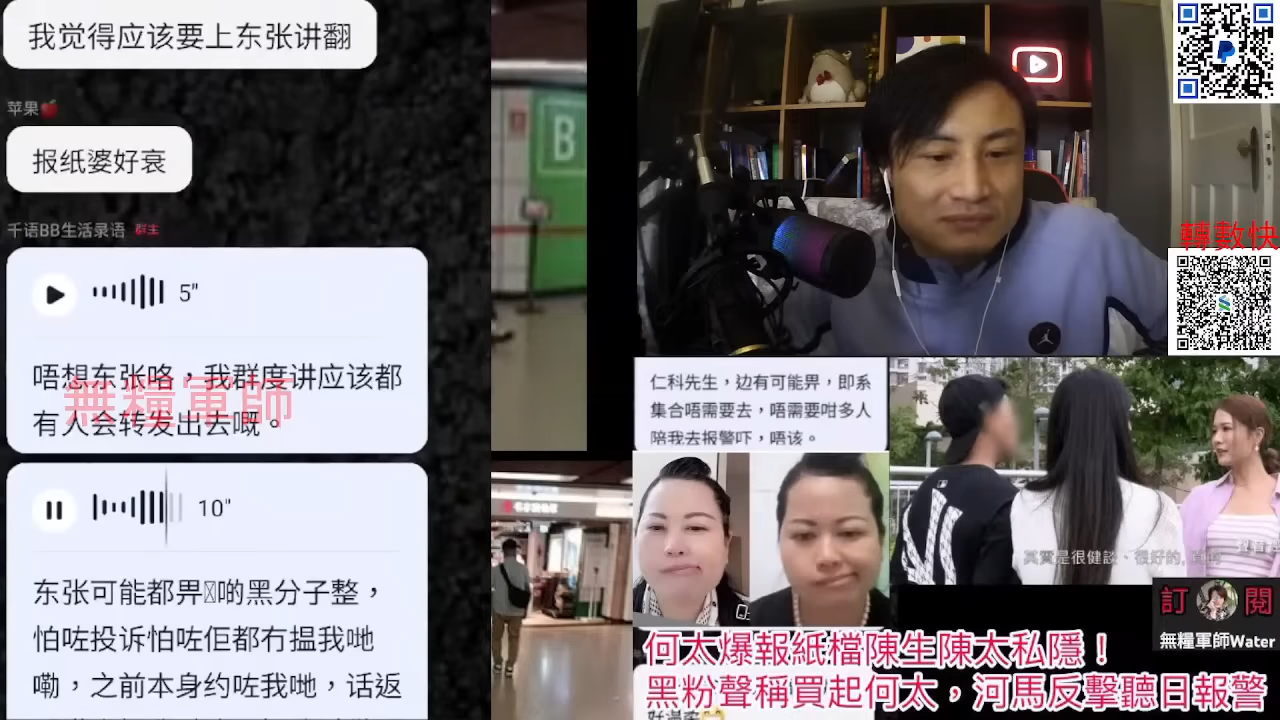 我觉得应该要上东张讲翻
苹果🍎
报纸婆好衰
千语BB生活录语 群主
5"
唔想东张咯，我群度讲应该都
有人会转发出去嘅。
無糧軍師
10"
东张可能都畀啲黑分子整，
怕咗投诉怕咗佢都冇揾我哋
嘞，之前本身约咗我哋，话返
B
轉數快
仁科先生，边有可能畀，即系
集合唔需要去，唔需要咁多人
陪我去报警吓，唔该。
其實是很健談、很好的，真的
訂閱
無糧軍師Water
何太爆報紙檔陳生陳太私隱！
黑粉聲稱買起何太，河馬反擊聽日報警